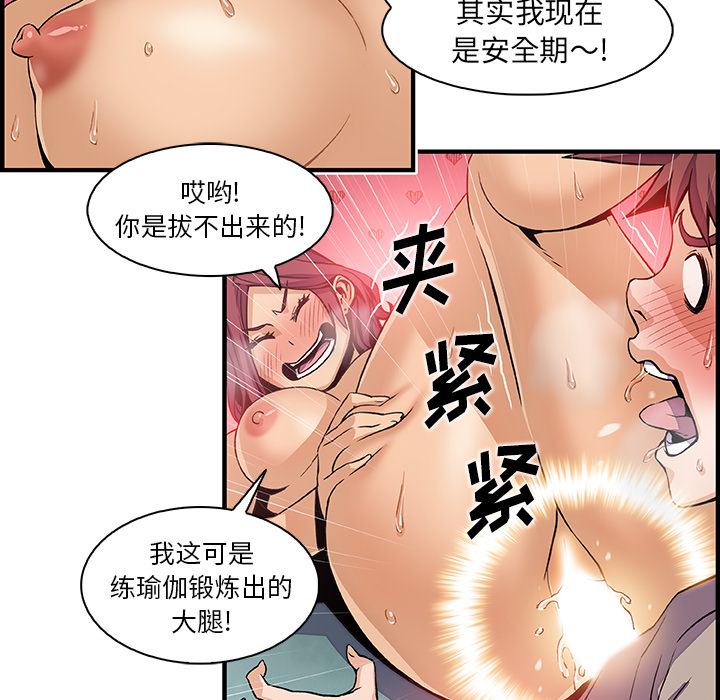 其实我现在
是安全期～!
哎哟!
你是拔不出来的!
夹
紧
紧
我这可是
练瑜伽锻炼出的
大腿!